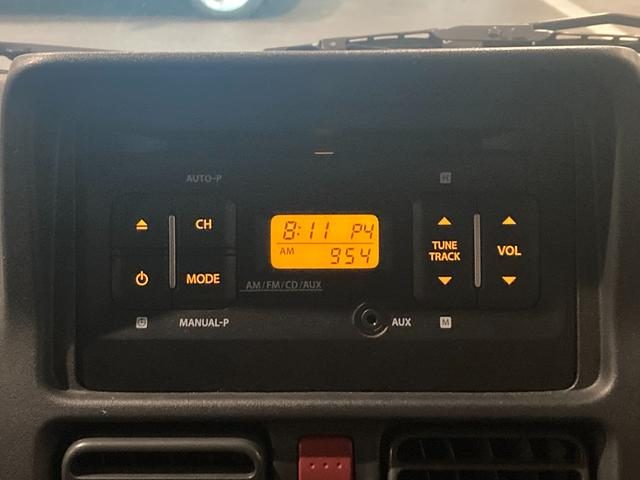 AUTO-P
H
CH
8:11 P4
AM 954
TUNE
TRACK
VOL
MODE
AM/FM/CD/AUX
MANUAL-P
AUX
M